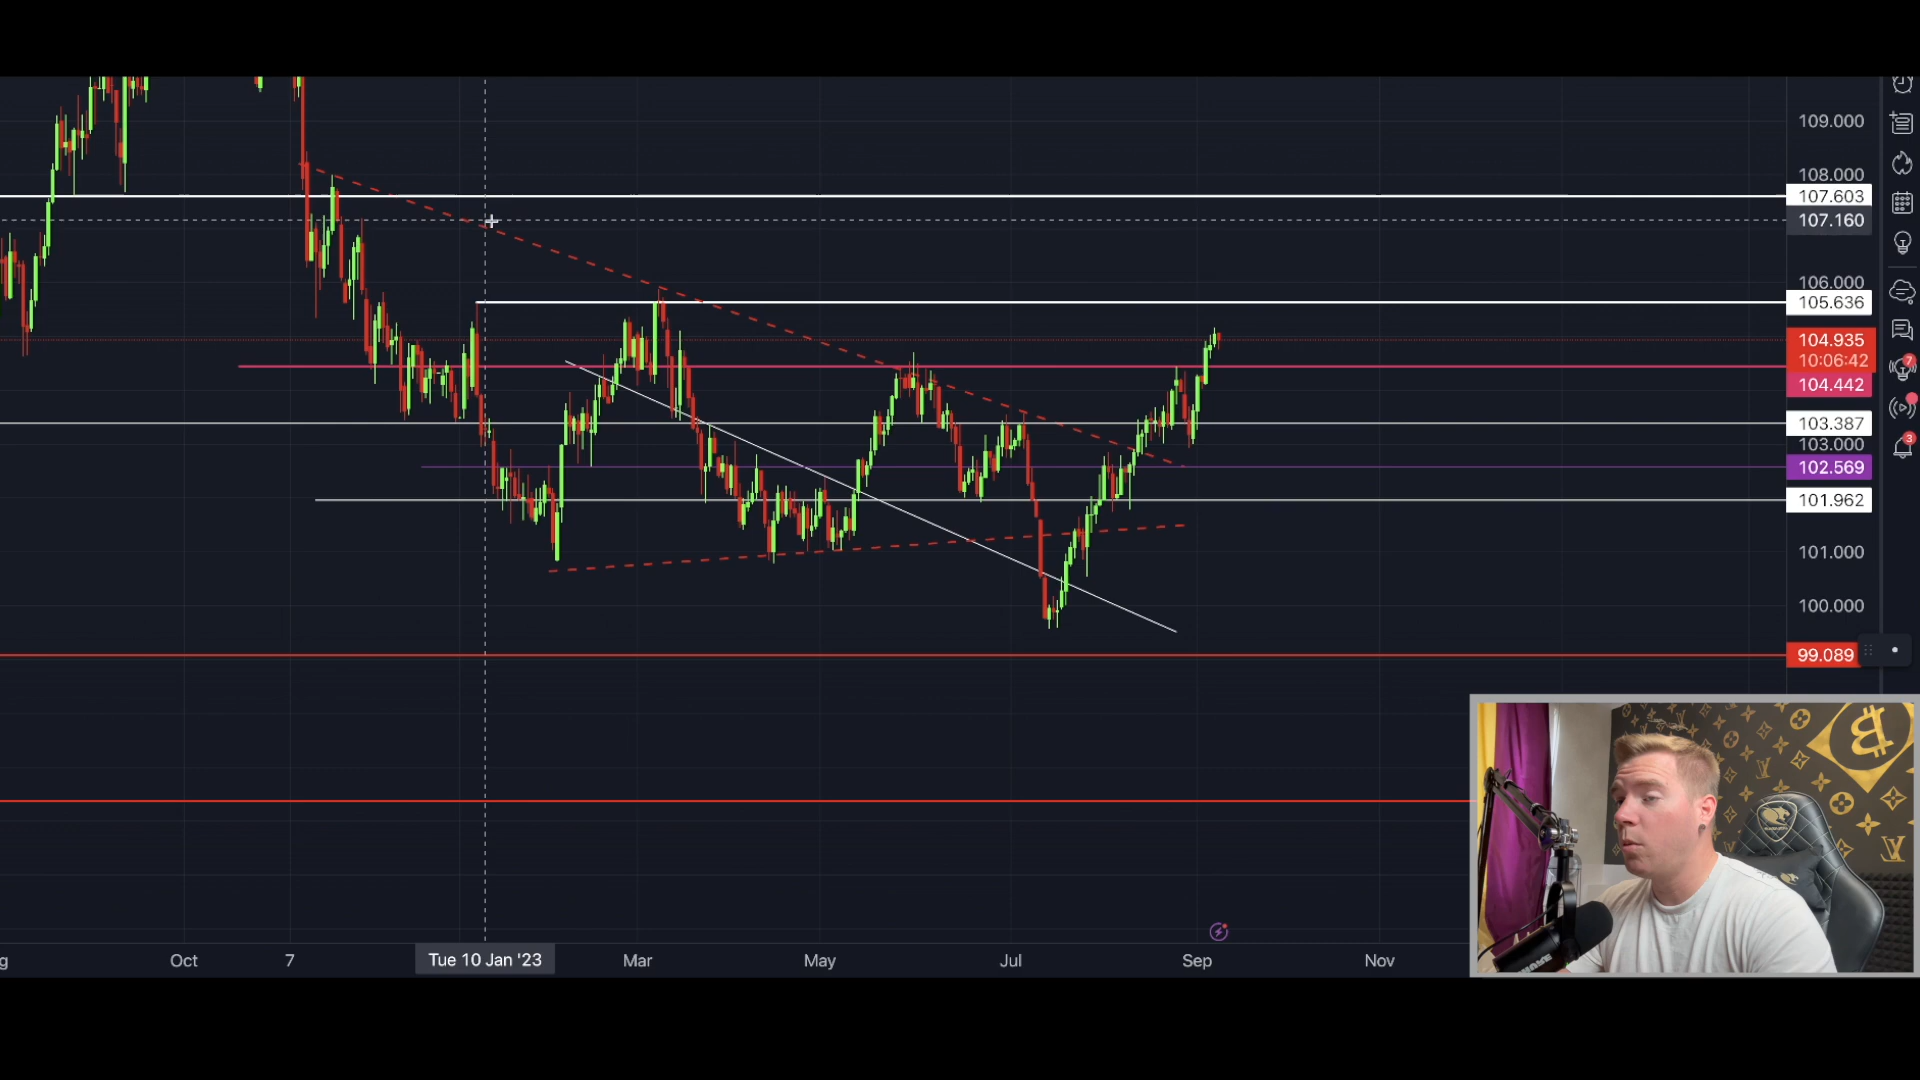 109.000
108.000
107.603
107.160
106.000
105.636
104.935
10:06:42
104.442
103.387
103.000
102.569
101.962
101.000
100.000
99.089
7
3
g
Oct
7
Tue 10 Jan '23
Mar
May
Jul
Sep
Nov